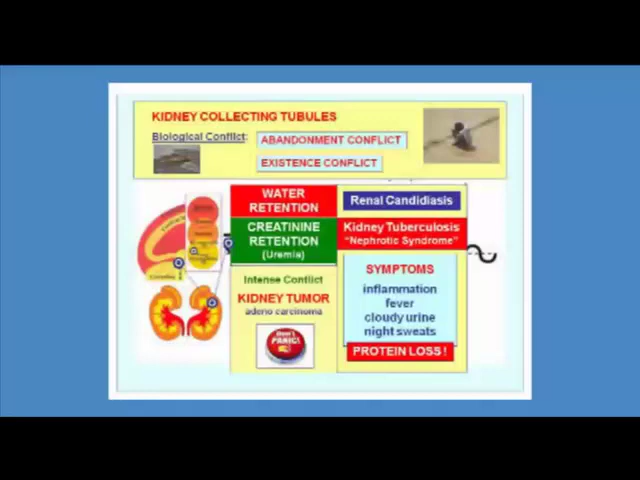 KIDNEY COLLECTING TUBULES
Biological Conflict:
ABANDONMENT CONFLICT
EXISTENCE CONFLICT
WATER
RETENTION
Renal Candidiasis
CREATININE
RETENTION
(Uremia)
Kidney Tuberculosis
"Nephrotic Syndrome"
Intense Conflict
KIDNEY TUMOR
adeno carcinoma
PANIC!
SYMPTOMS
inflammation
fever
cloudy urine
night sweats
PROTEIN LOSS!